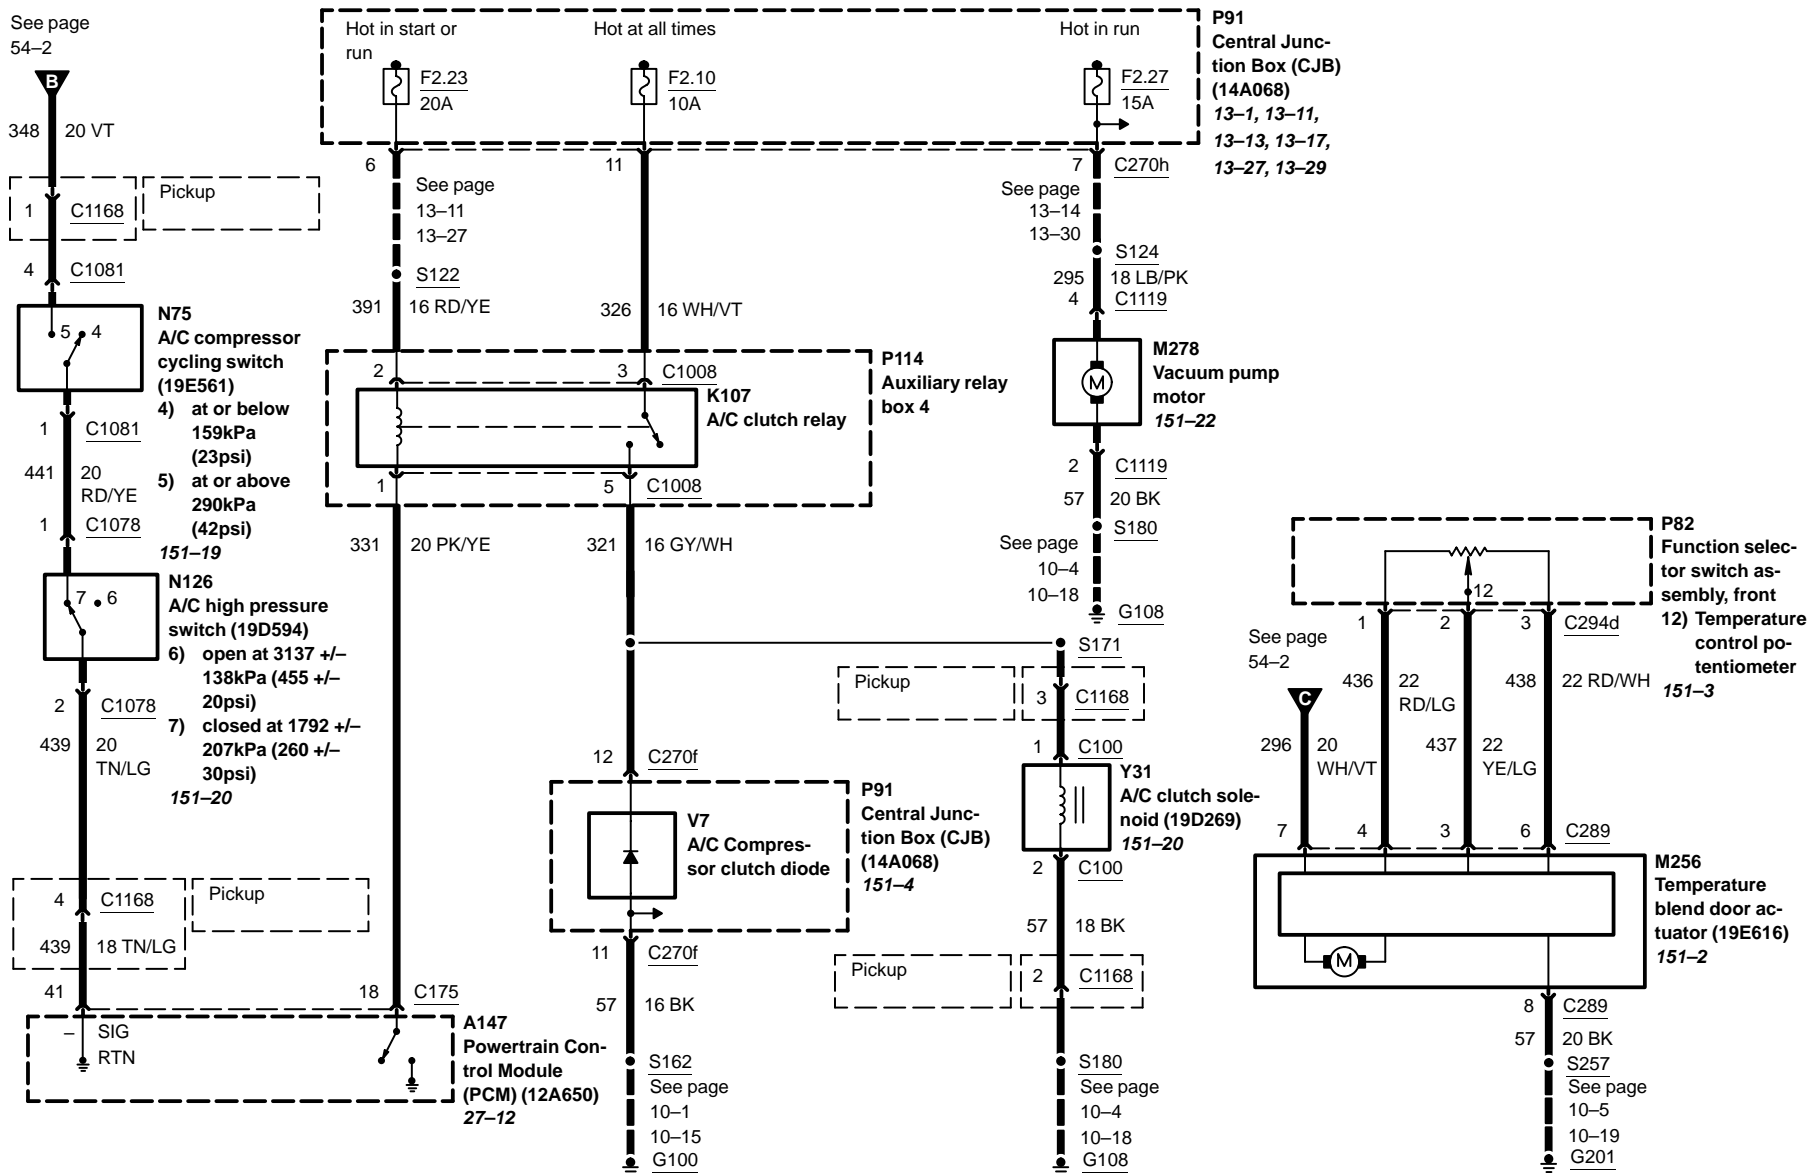 See page
54–2
B
348
20 VT
1
C1168
Pickup
4
C1081
5
4
N75
A/C compressor
cycling switch
(19E561)
4) at or below
159kPa
(23psi)
5) at or above
290kPa
(42psi)
151–19
1
C1081
441
20
RD/YE
1
C1078
7
6
N126
A/C high pressure
switch (19D594)
6) open at 3137 +/–
138kPa (455 +/–
20psi)
7) closed at 1792 +/–
207kPa (260 +/–
30psi)
151–20
2
C1078
439
20
TN/LG
4
C1168
Pickup
439
18 TN/LG
41
18
C175
–
SIG
RTN
A147
Powertrain Con-
trol Module
(PCM) (12A650)
27–12
Hot in start or
run
F2.23
20A
Hot at all times
F2.10
10A
Hot in run
F2.27
15A
P91
Central Junc-
tion Box (CJB)
(14A068)
13–1, 13–11,
13–13, 13–17,
13–27, 13–29
6
11
7
C270h
See page
13–11
13–27
S122
391
16 RD/YE
326
16 WH/VT
2
3
C1008
K107
A/C clutch relay
P114
Auxiliary relay
box 4
1
5
C1008
331
20 PK/YE
321
16 GY/WH
See page
13–14
13–30
S124
295
18 LB/PK
4
C1119
M
M278
Vacuum pump
motor
151–22
2
C1119
57
20 BK
S180
See page
10–4
10–18
G108
S171
Pickup
3
C1168
12
C270f
P91
Central Junc-
tion Box (CJB)
(14A068)
151–4
V7
A/C Compres-
sor clutch diode
11
C270f
57
16 BK
S162
See page
10–1
10–15
G100
1
C100
Y31
A/C clutch sole-
noid (19D269)
151–20
2
C100
57
18 BK
Pickup
2
C1168
S180
See page
10–4
10–18
G108
P82
Function selec-
tor switch as-
sembly, front
12) Temperature
control po-
tentiometer
151–3
12
1
2
3
C294d
See page
54–2
C
436
22
RD/LG
438
22 RD/WH
296
20
WH/VT
437
22
YE/LG
7
4
3
6
C289
M256
Temperature
blend door ac-
tuator (19E616)
151–2
M
8
C289
57
20 BK
S257
See page
10–5
10–19
G201